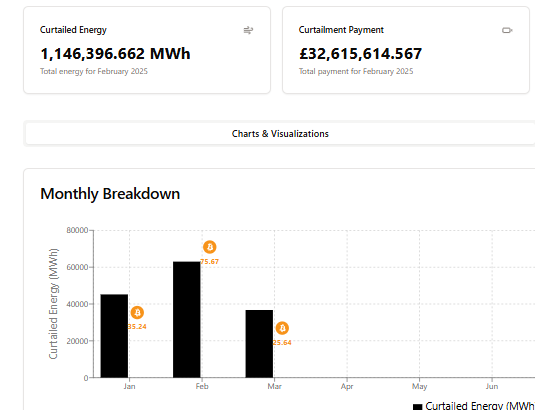 Curtailed Energy
1,146,396.662 MWh
Total energy for February 2025
Curtailment Payment
£32,615,614.567
Total payment for February 2025
Charts & Visualizations
Monthly Breakdown
Curtailed Energy (MWh)
80000
60000
40000
20000
0
35.24
75.67
25.64
Jan Feb Mar Apr May Jun
Curtailed Energy (MWh